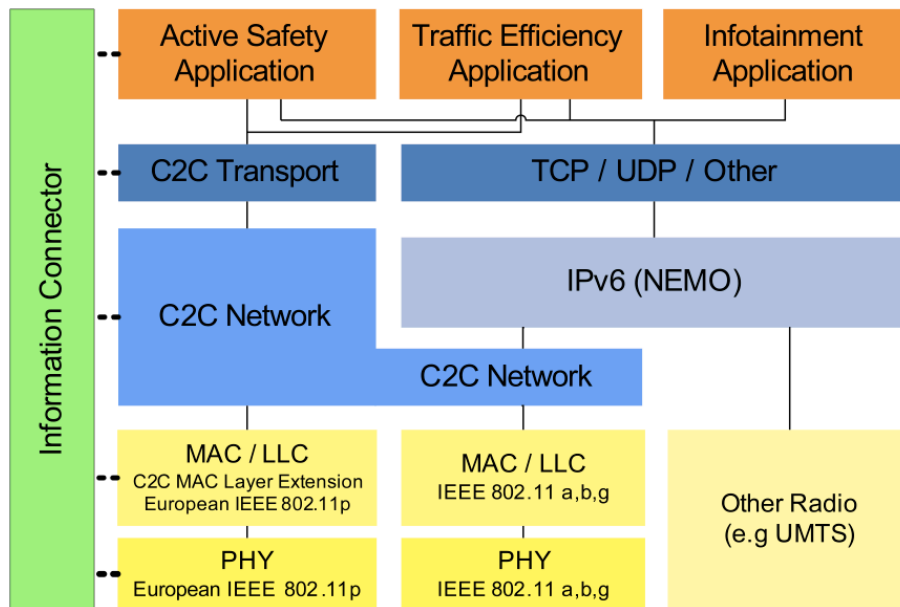 Information Connector
Active Safety
Application
Traffic Efficiency
Application
Infotainment
Application
C2C Transport
TCP / UDP / Other
C2C Network
IPv6 (NEMO)
C2C Network
MAC / LLC
C2C MAC Layer Extension
European IEEE 802.11p
MAC / LLC
IEEE 802.11 a,b,g
Other Radio
(e.g UMTS)
PHY
European IEEE 802.11p
PHY
IEEE 802.11 a,b,g